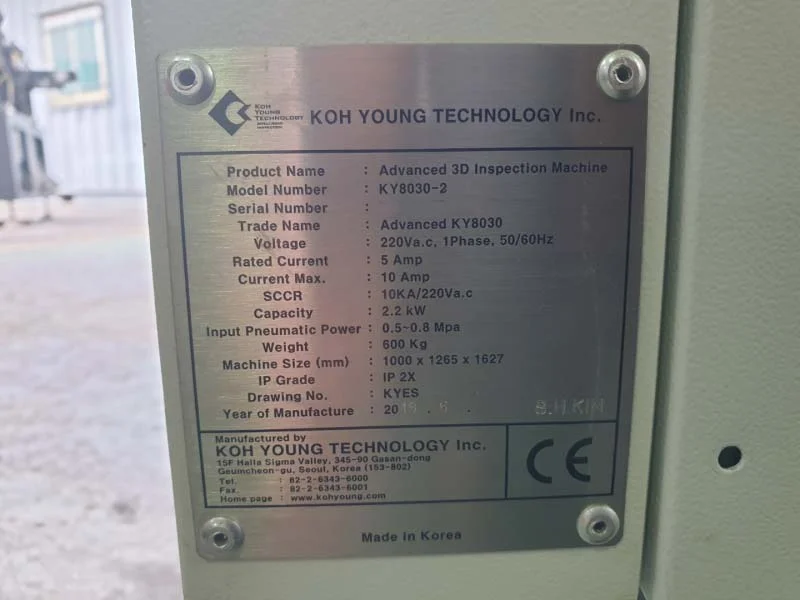 KOH
YOUNG
TECHNOLOGY
KOH YOUNG TECHNOLOGY Inc.
Product Name : Advanced 3D Inspection Machine
Model Number : KY8030-2
Serial Number :
Trade Name : Advanced KY8030
Voltage : 220Va.c, 1Phase, 50/60Hz
Rated Current : 5 Amp
Current Max. : 10 Amp
SCCR : 10KA/220Va.c
Capacity : 2.2 kW
Input Pneumatic Power : 0.5~0.8 Mpa
Weight : 600 Kg
Machine Size (mm) : 1000 x 1265 x 1627
IP Grade : IP 2X
Drawing No. : KYES
Year of Manufacture : 20 . 6 . S.H.KIM
Manufactured by
KOH YOUNG TECHNOLOGY Inc.
15F Halla Sigma Valley, 345-90 Gasan-dong
Geumcheon-gu, Seoul, Korea (153-802)
Tel. : 82-2-6343-6000
Fax. : 82-2-6343-6001
Home page : www.kohyoung.com
CE
Made in Korea